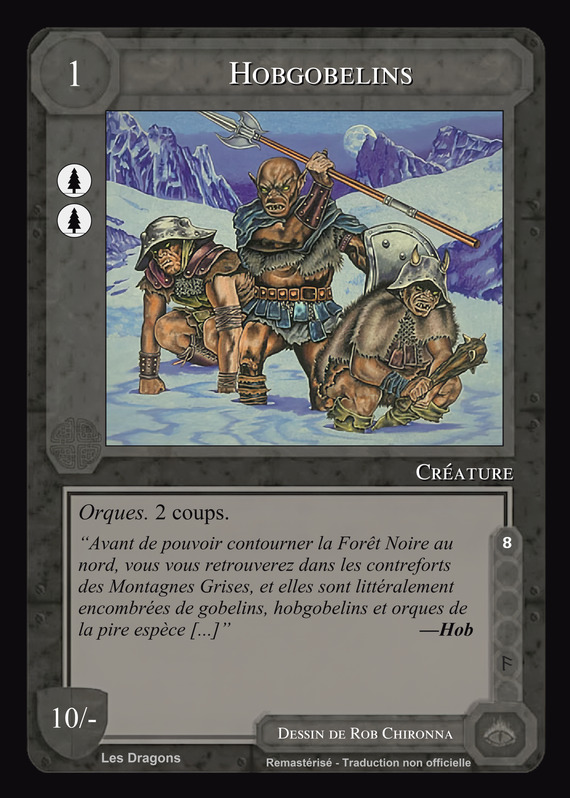 1
HOBGOBELINS
CRÉATURE
Orques. 2 coups.
8
“Avant de pouvoir contourner la Forêt Noire au
nord, vous vous retrouverez dans les contreforts
des Montagnes Grises, et elles sont littéralement
encombrées de gobelins, hobgobelins et orques de
la pire espèce [...]” —Hob
10/-
DESSIN DE ROB CHIRONNA
Les Dragons
Remastérisé - Traduction non officielle